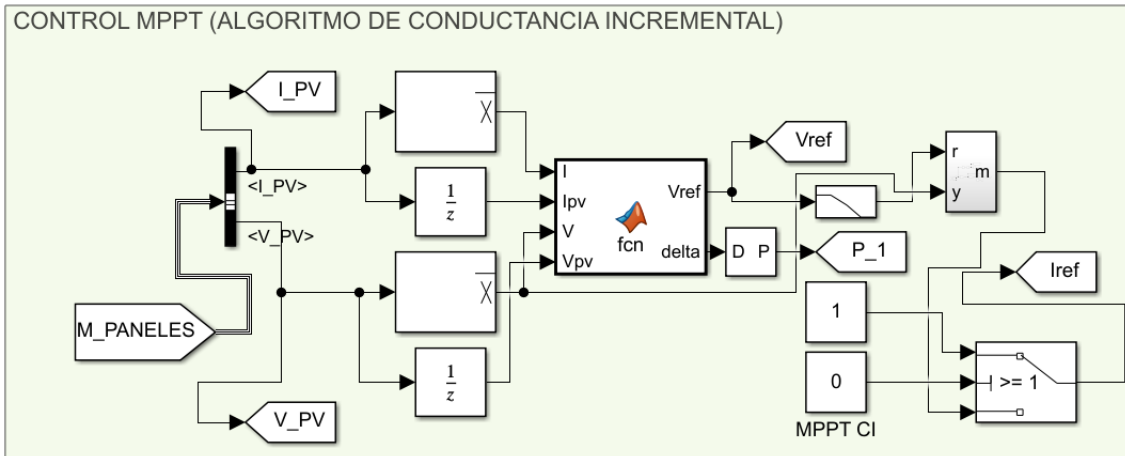 CONTROL MPPT (ALGORITMO DE CONDUCTANCIA INCREMENTAL)
I_PV
<I_PV>
<V_PV>
M_PANELES
V_PV
X
1
z
X
1
z
I
Ipv
V
Vpv
fcn
Vref
delta
Vref
D P
P_1
r
y
m
Iref
1
0
MPPT CI
>= 1